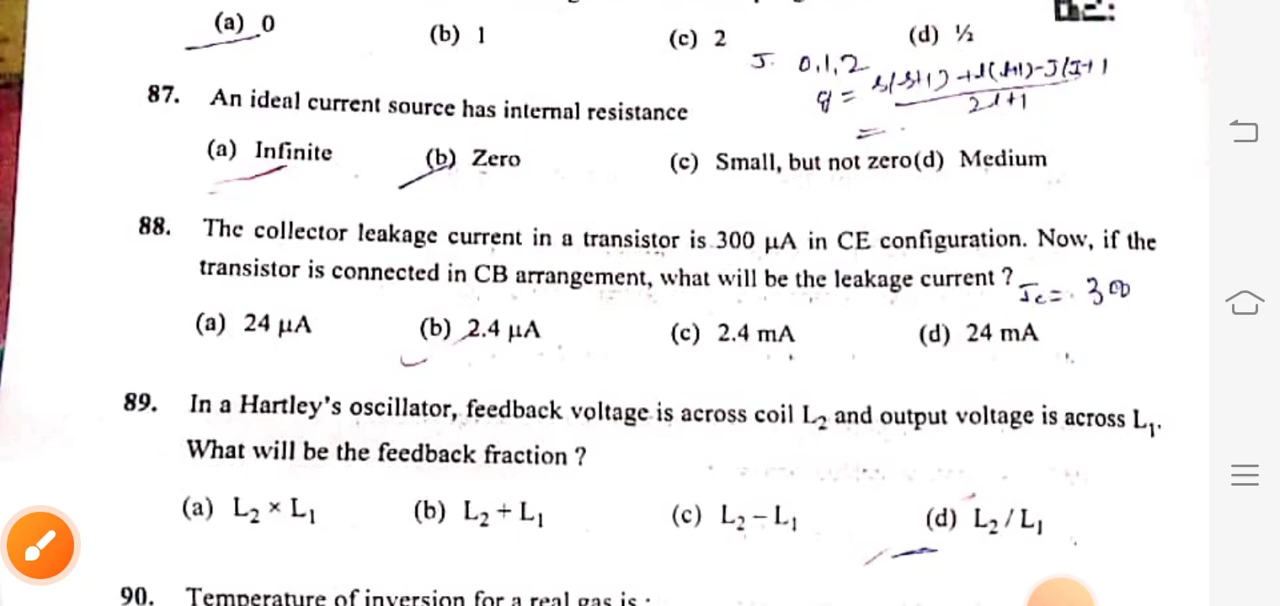 (a) 0 (b) 1 (c) 2 (d) ½
J. 0,1,2
87. An ideal current source has internal resistance
(a) Infinite (b) Zero (c) Small, but not zero(d) Medium
88. The collector leakage current in a transistor is 300 µA in CE configuration. Now, if the
transistor is connected in CB arrangement, what will be the leakage current ?
300
(a) 24 µA (b) 2.4 µA (c) 2.4 mA (d) 24 mA
89. In a Hartley's oscillator, feedback voltage is across coil L₂ and output voltage is across L₁.
What will be the feedback fraction ?
(a) L₂ × L₁ (b) L₂ + L₁ (c) L₂ – L₁ (d) L₂ / L₁
90. Temperature of inversion for a real gas is :